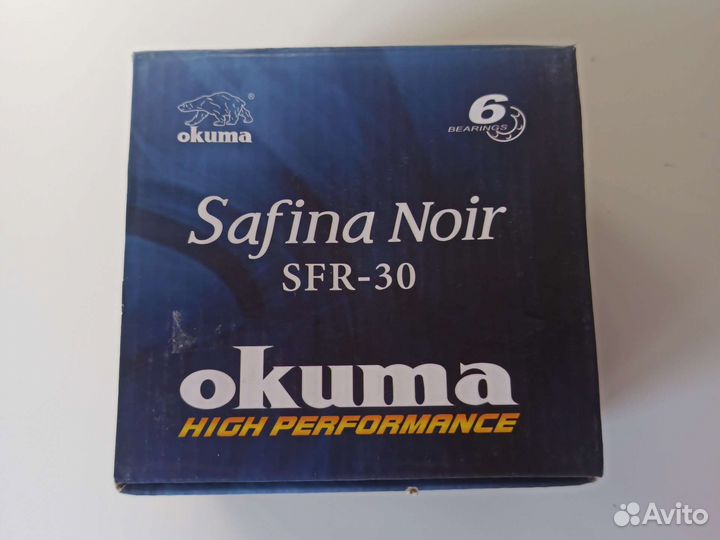 okuma®
6
BEARINGS
Safina Noir
SFR-30
okuma
HIGH PERFORMANCE
Avito